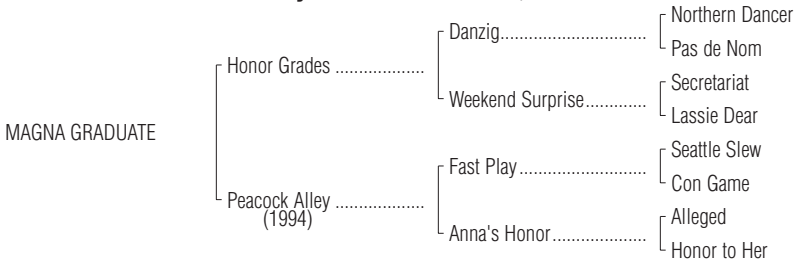 Northern Dancer
Danzig..............................
Pas de Nom
Honor Grades ...................
Secretariat
Weekend Surprise.............
Lassie Dear
MAGNA GRADUATE
Seattle Slew
Fast Play...........................
Con Game
Peacock Alley ...................
(1994)
Alleged
Anna's Honor....................
Honor to Her